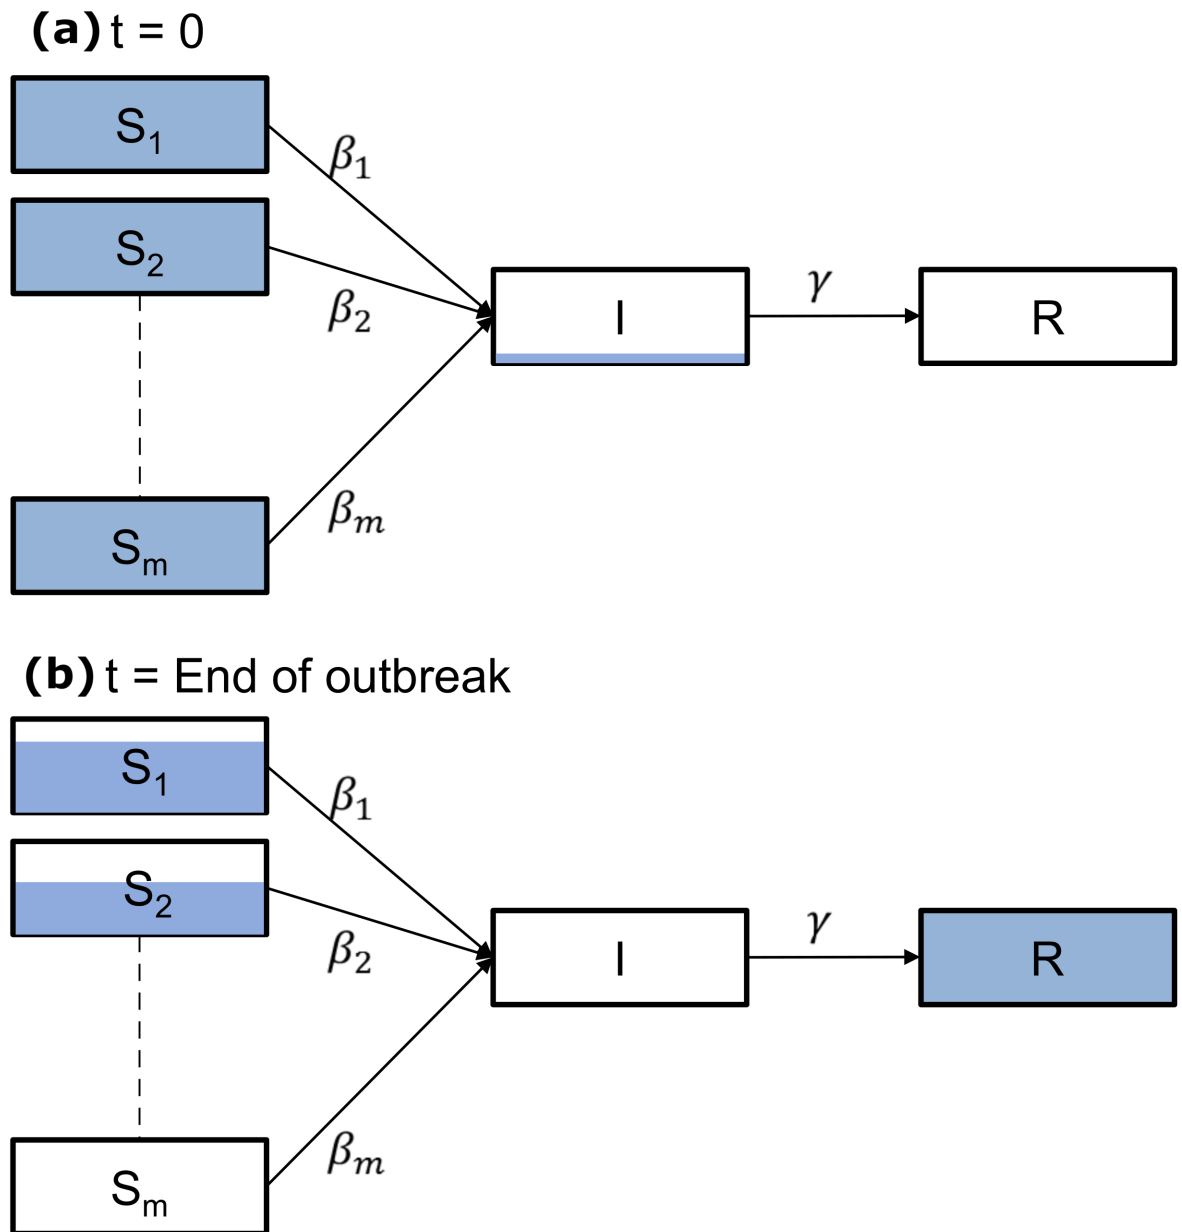 (a) t = 0
S₁
β₁
S₂
β₂
I
γ
R
βₘ
Sₘ
(b) t = End of outbreak
S₁
β₁
S₂
β₂
I
γ
R
βₘ
Sₘ